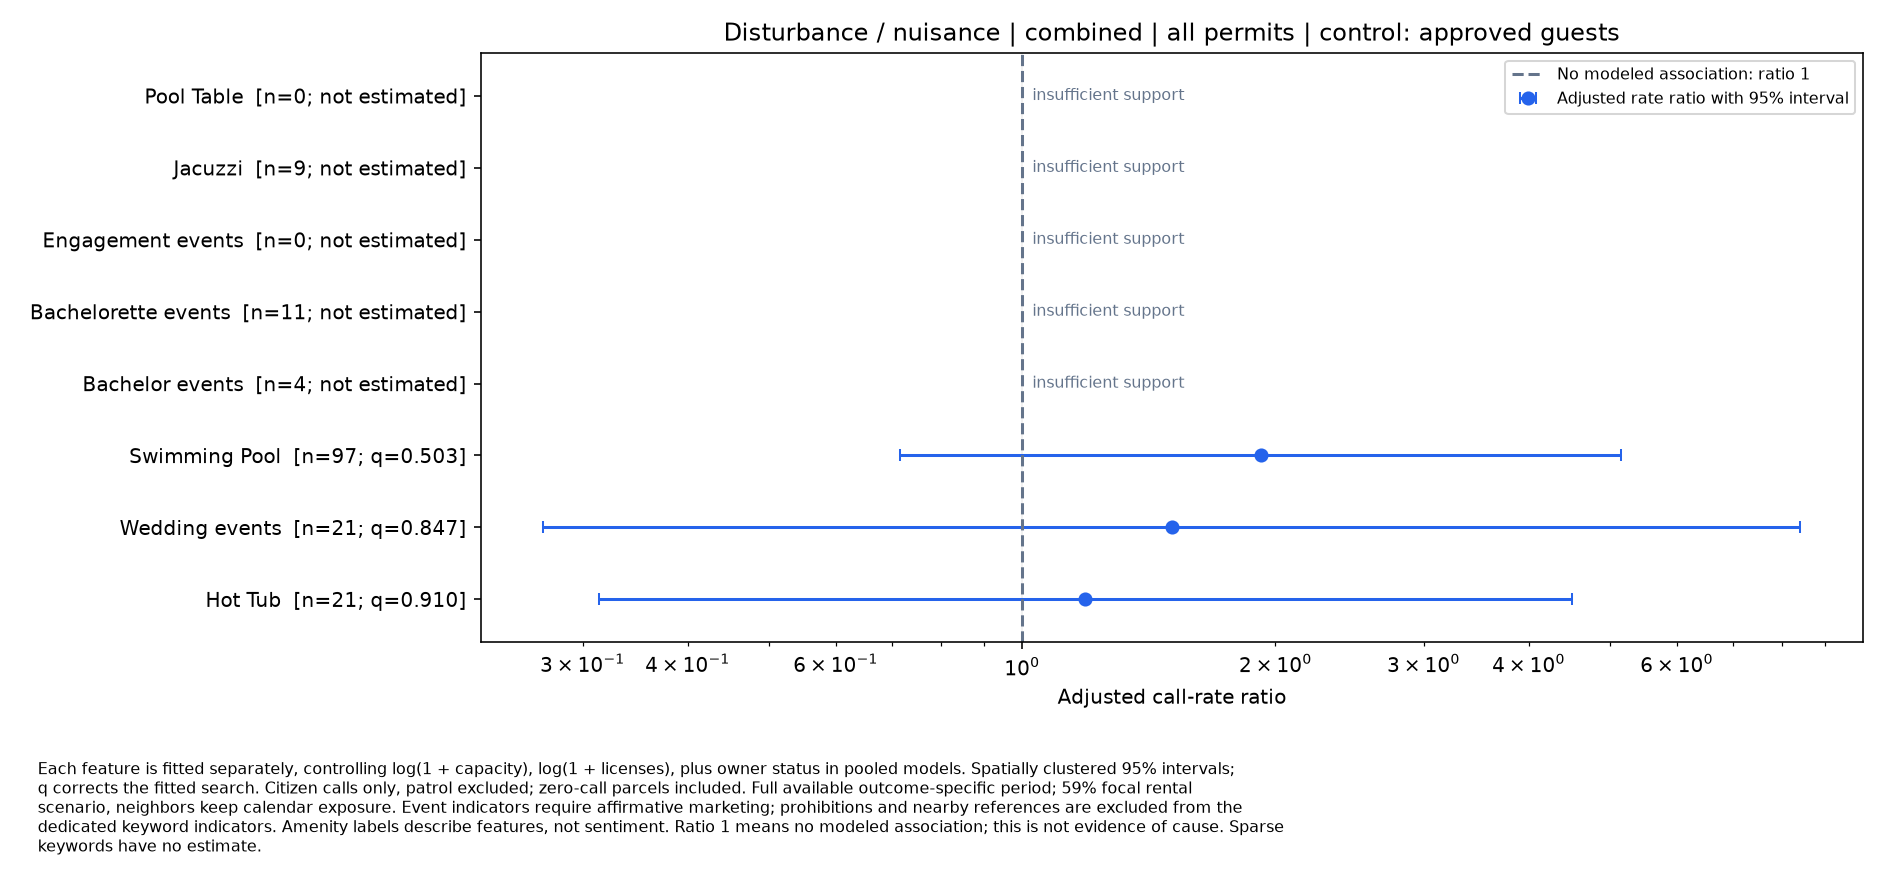 Disturbance / nuisance | combined | all permits | control: approved guests
No modeled association: ratio 1
Adjusted rate ratio with 95% interval
Pool Table [n=0; not estimated]
insufficient support
Jacuzzi [n=9; not estimated]
insufficient support
Engagement events [n=0; not estimated]
insufficient support
Bachelorette events [n=11; not estimated]
insufficient support
Bachelor events [n=4; not estimated]
insufficient support
Swimming Pool [n=97; q=0.503]
Wedding events [n=21; q=0.847]
Hot Tub [n=21; q=0.910]
3 × 10⁻¹ 4 × 10⁻¹ 6 × 10⁻¹ 10⁰ 2 × 10⁰ 3 × 10⁰ 4 × 10⁰ 6 × 10⁰
Adjusted call-rate ratio
Each feature is fitted separately, controlling log(1 + capacity), log(1 + licenses), plus owner status in pooled models. Spatially clustered 95% intervals;
q corrects the fitted search. Citizen calls only, patrol excluded; zero-call parcels included. Full available outcome-specific period; 59% focal rental
scenario, neighbors keep calendar exposure. Event indicators require affirmative marketing; prohibitions and nearby references are excluded from the
dedicated keyword indicators. Amenity labels describe features, not sentiment. Ratio 1 means no modeled association; this is not evidence of cause. Sparse
keywords have no estimate.